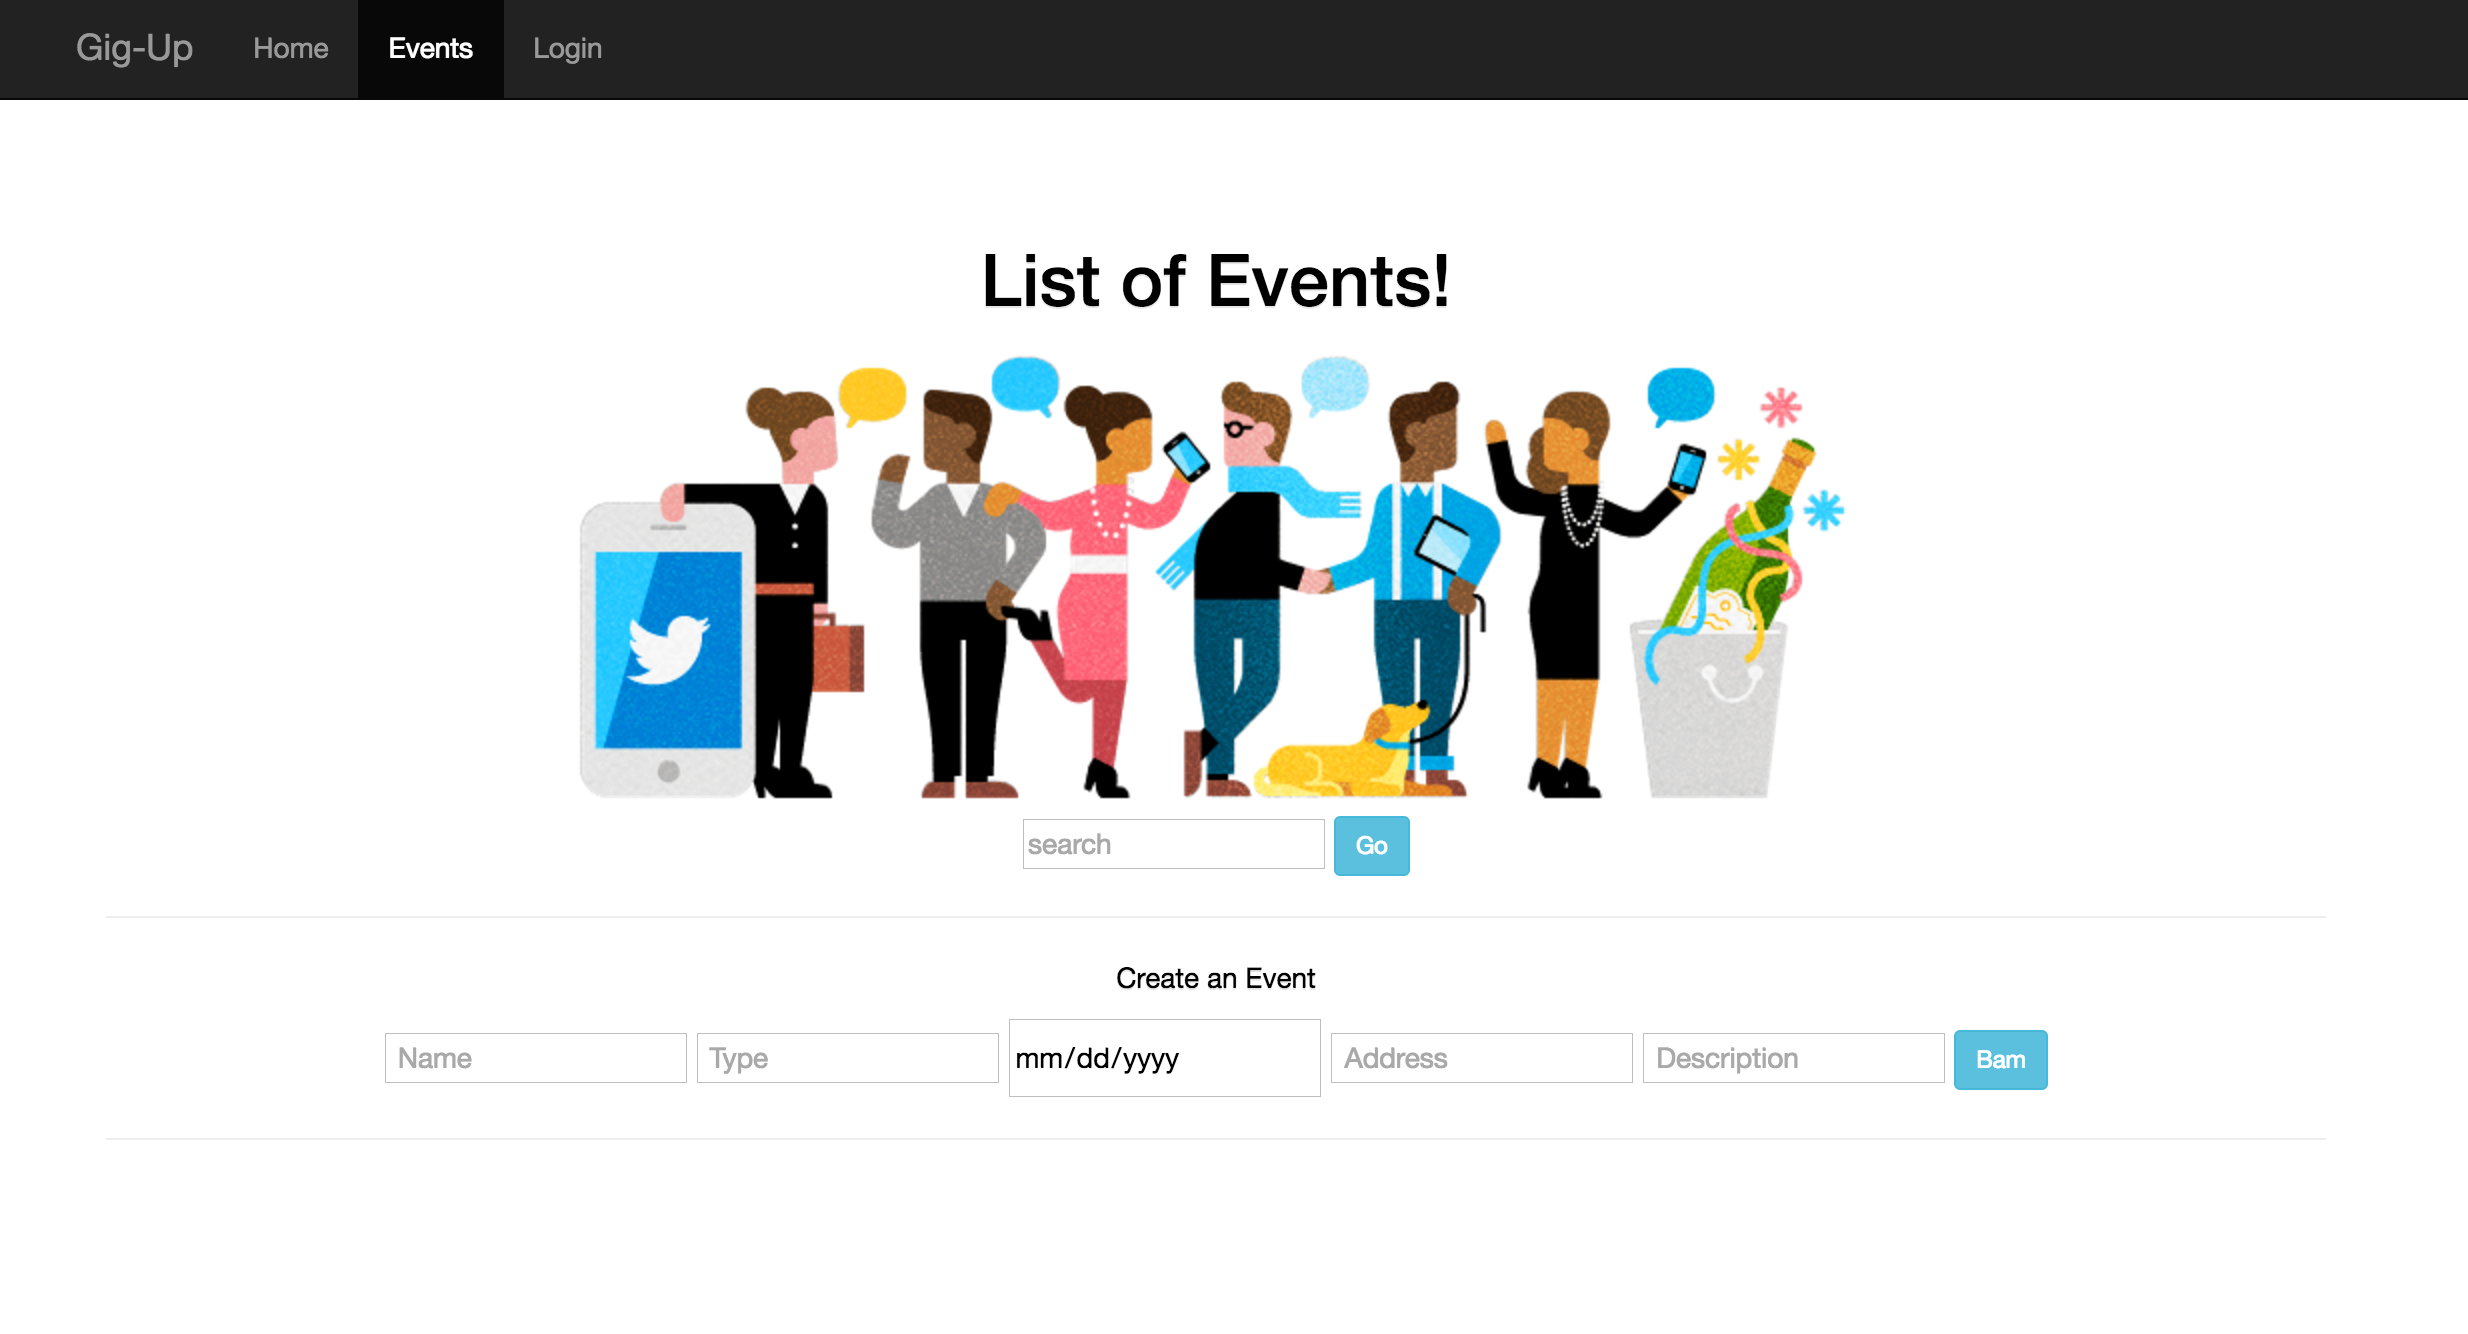 Gig-Up Home Events Login
List of Events!
search Go
Create an Event
Name Type mm/dd/yyyy Address Description Bam